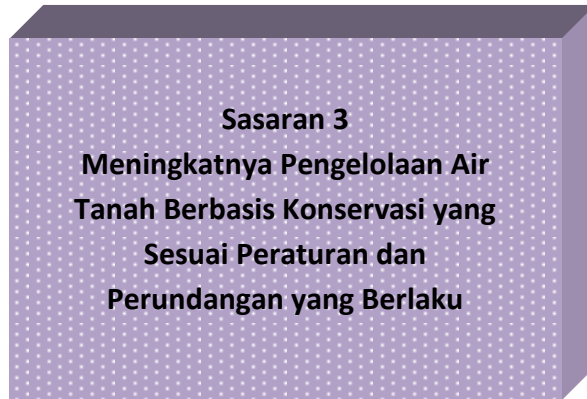 Sasaran 3
Meningkatnya Pengelolaan Air
Tanah Berbasis Konservasi yang
Sesuai Peraturan dan
Perundangan yang Berlaku